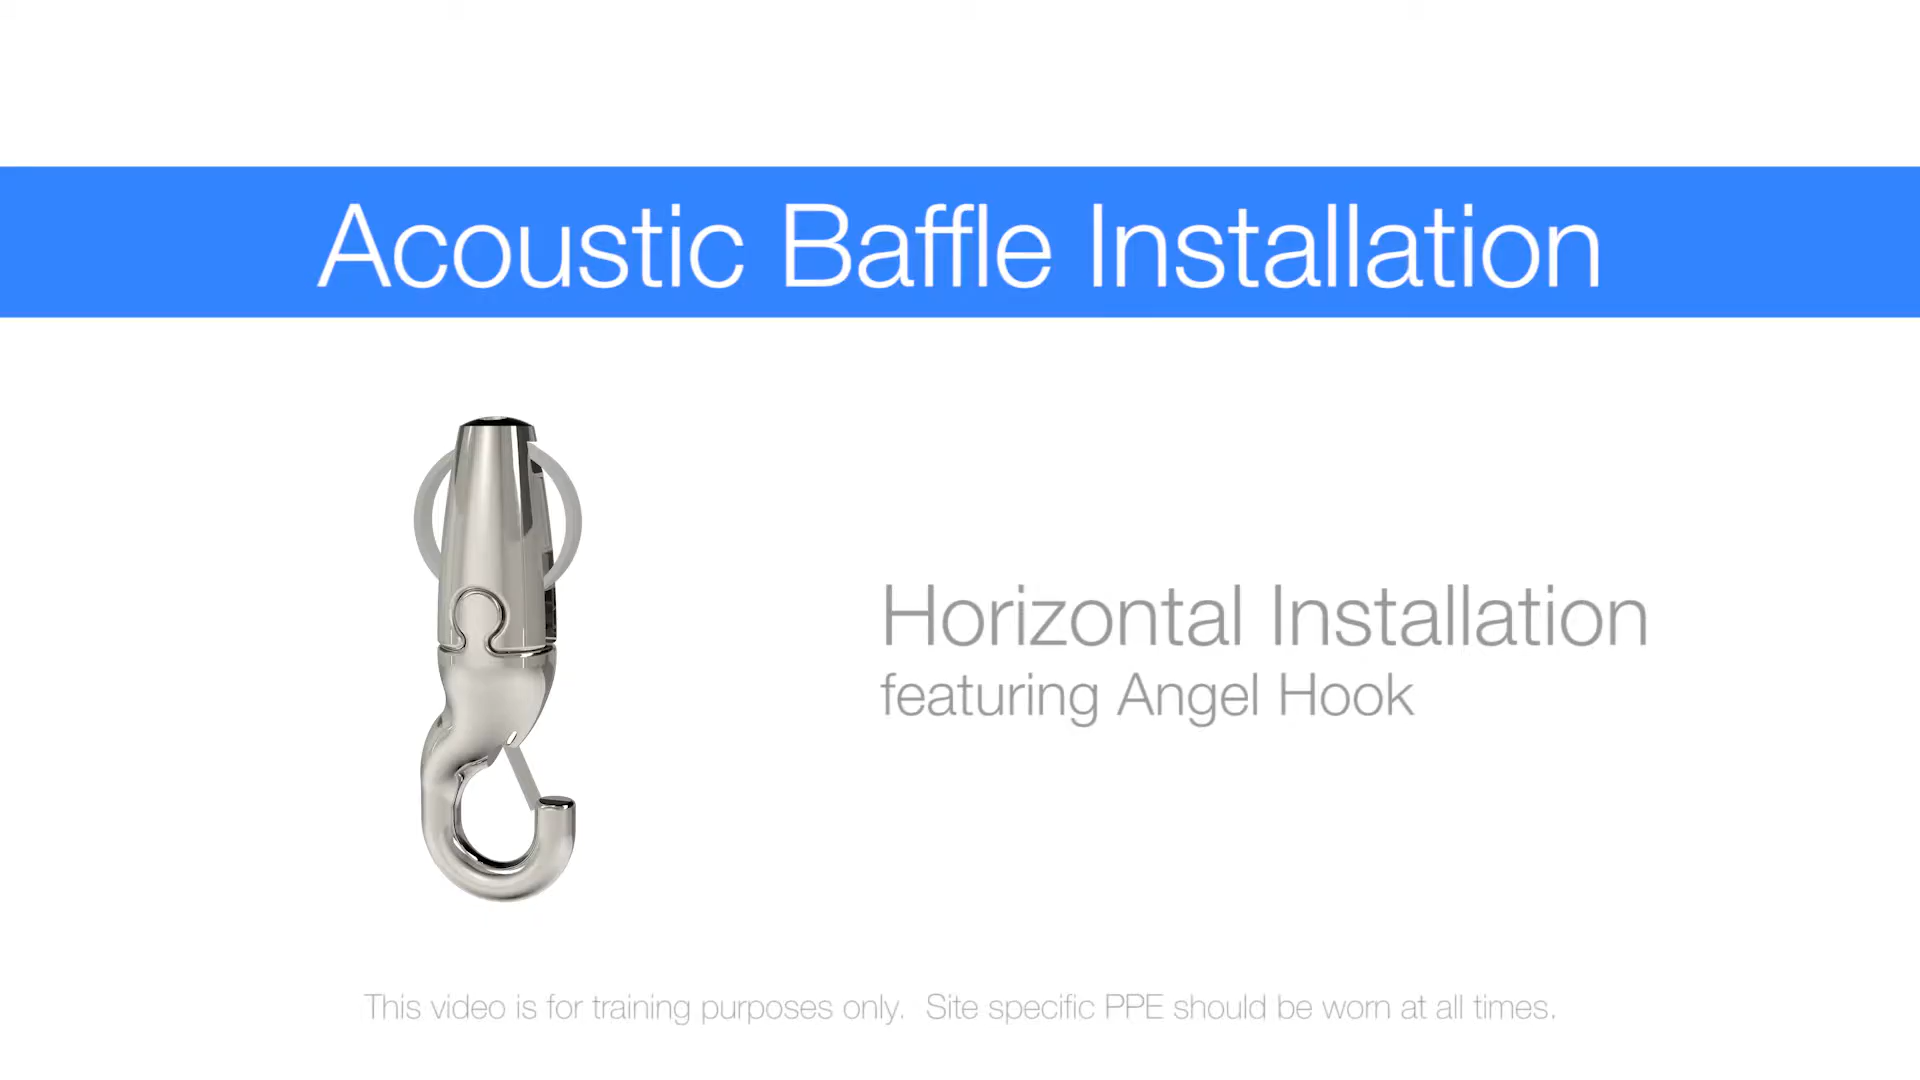 Acoustic Baffle Installation
Horizontal Installation
featuring Angel Hook
This video is for training purposes only.  Site specific PPE should be worn at all times.